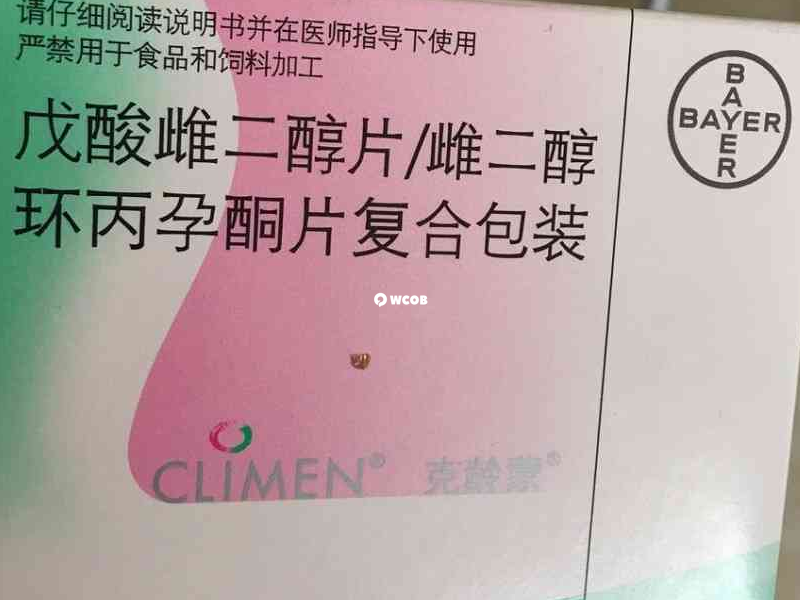 请仔细阅读说明书并在医师指导下使用
严禁用于食品和饲料加工
戊酸雌二醇片/雌二醇
环丙孕酮片复合包装
BAYER
BAYER
WCOB
CLIMEN® 克龄蒙®